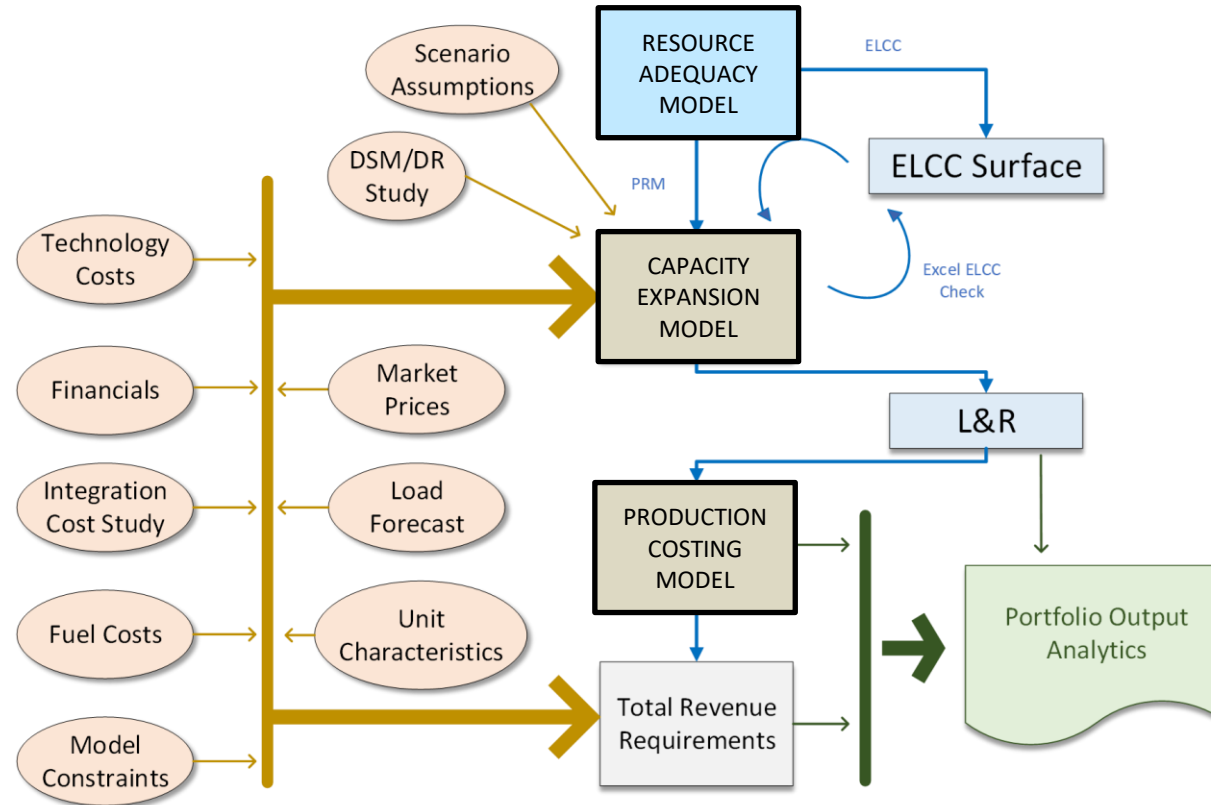 Scenario
Assumptions
RESOURCE
ADEQUACY
MODEL
ELCC
DSM/DR
Study
PRM
ELCC Surface
Technology
Costs
CAPACITY
EXPANSION
MODEL
Excel ELCC
Check
Financials
Market
Prices
L&R
Integration
Cost Study
Load
Forecast
PRODUCTION
COSTING
MODEL
Fuel Costs
Unit
Characteristics
Portfolio Output
Analytics
Total Revenue
Requirements
Model
Constraints